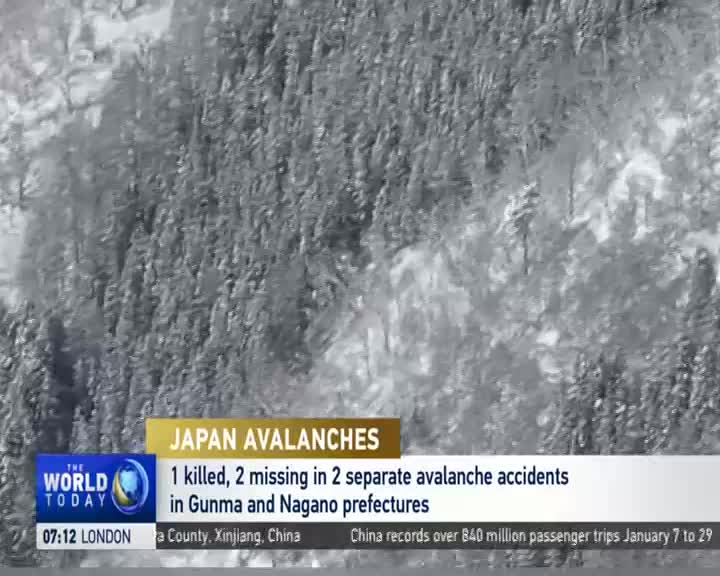 JAPAN AVALANCHES
THE
WORLD
TODAY
1 killed, 2 missing in 2 separate avalanche accidents
in Gunma and Nagano prefectures
07:12 LONDON
County, Xinjiang, China
China records over 840 million passenger trips January 7 to 29